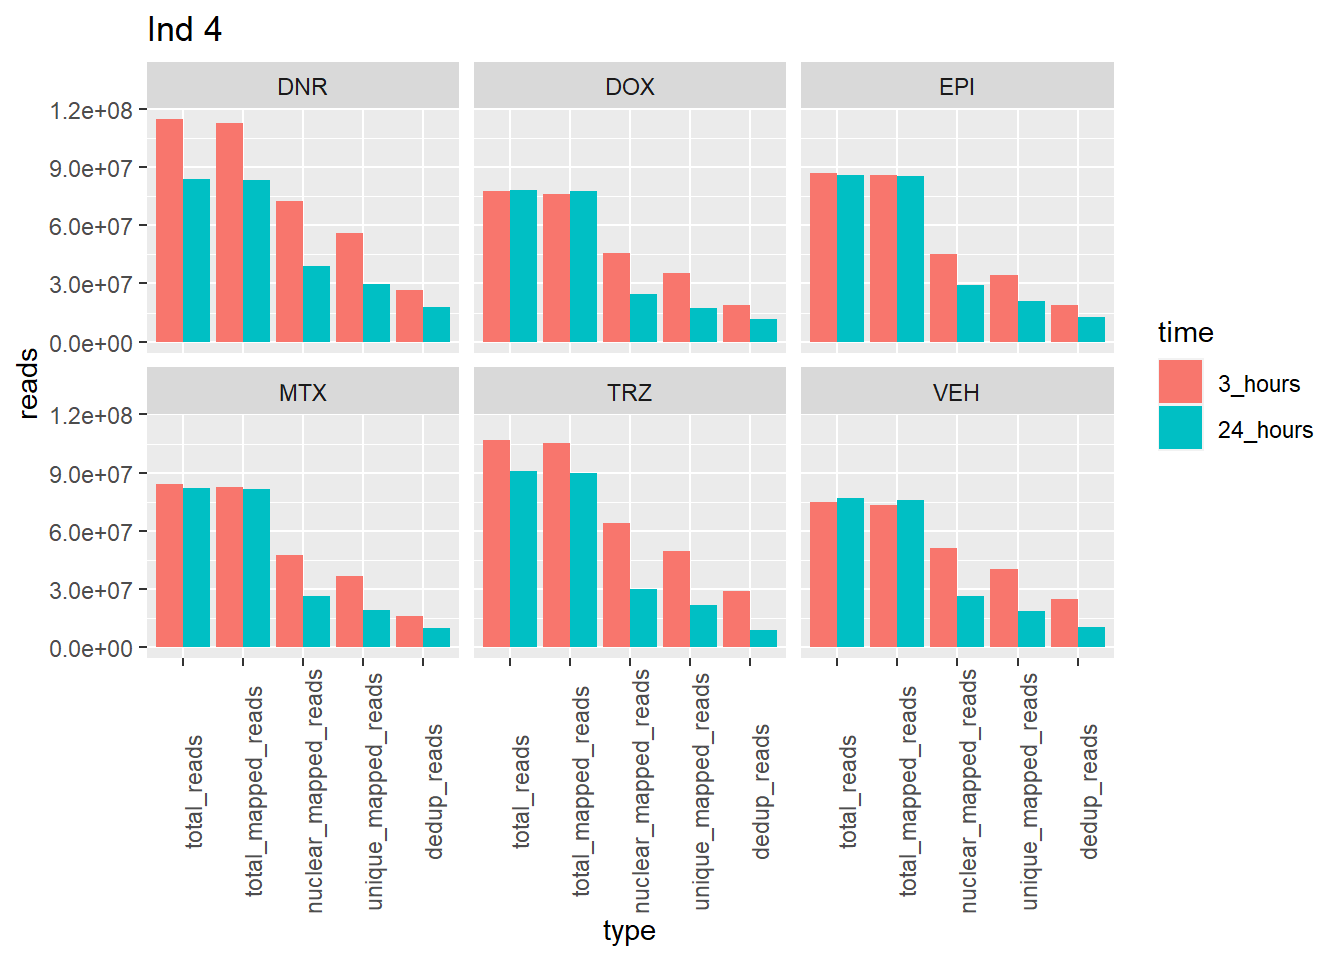 Ind 4
DNR
DOX
EPI
1.2e+08
9.0e+07
6.0e+07
3.0e+07
0.0e+00
MTX
TRZ
VEH
1.2e+08
9.0e+07
6.0e+07
3.0e+07
0.0e+00
reads
total_reads
total_mapped_reads
nuclear_mapped_reads
unique_mapped_reads
dedup_reads
total_reads
total_mapped_reads
nuclear_mapped_reads
unique_mapped_reads
dedup_reads
total_reads
total_mapped_reads
nuclear_mapped_reads
unique_mapped_reads
dedup_reads
type
time
3_hours
24_hours